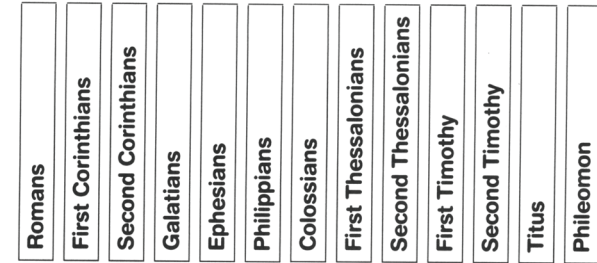 Romans
First Corinthians
Second Corinthians
Galatians
Ephesians
Philippians
Colossians
First Thessalonians
Second Thessalonians
First Timothy
Second Timothy
Titus
Phileomon